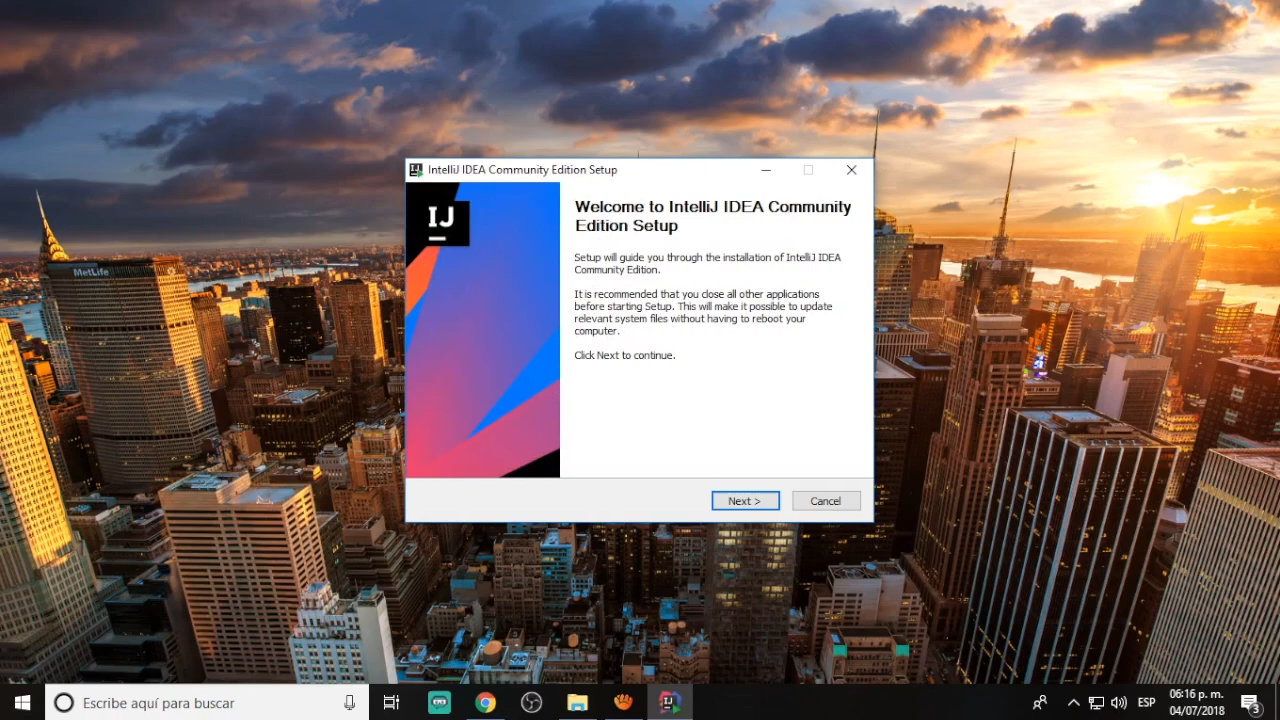 IntelliJ IDEA Community Edition Setup
IJ
Welcome to IntelliJ IDEA Community
Edition Setup
Setup will guide you through the installation of IntelliJ IDEA
Community Edition.
It is recommended that you close all other applications
before starting Setup. This will make it possible to update
relevant system files without having to reboot your
computer.
Click Next to continue.
Next >
Cancel
MetLife
Escribe aquí para buscar
ESP
06:16 p. m.
04/07/2018
3